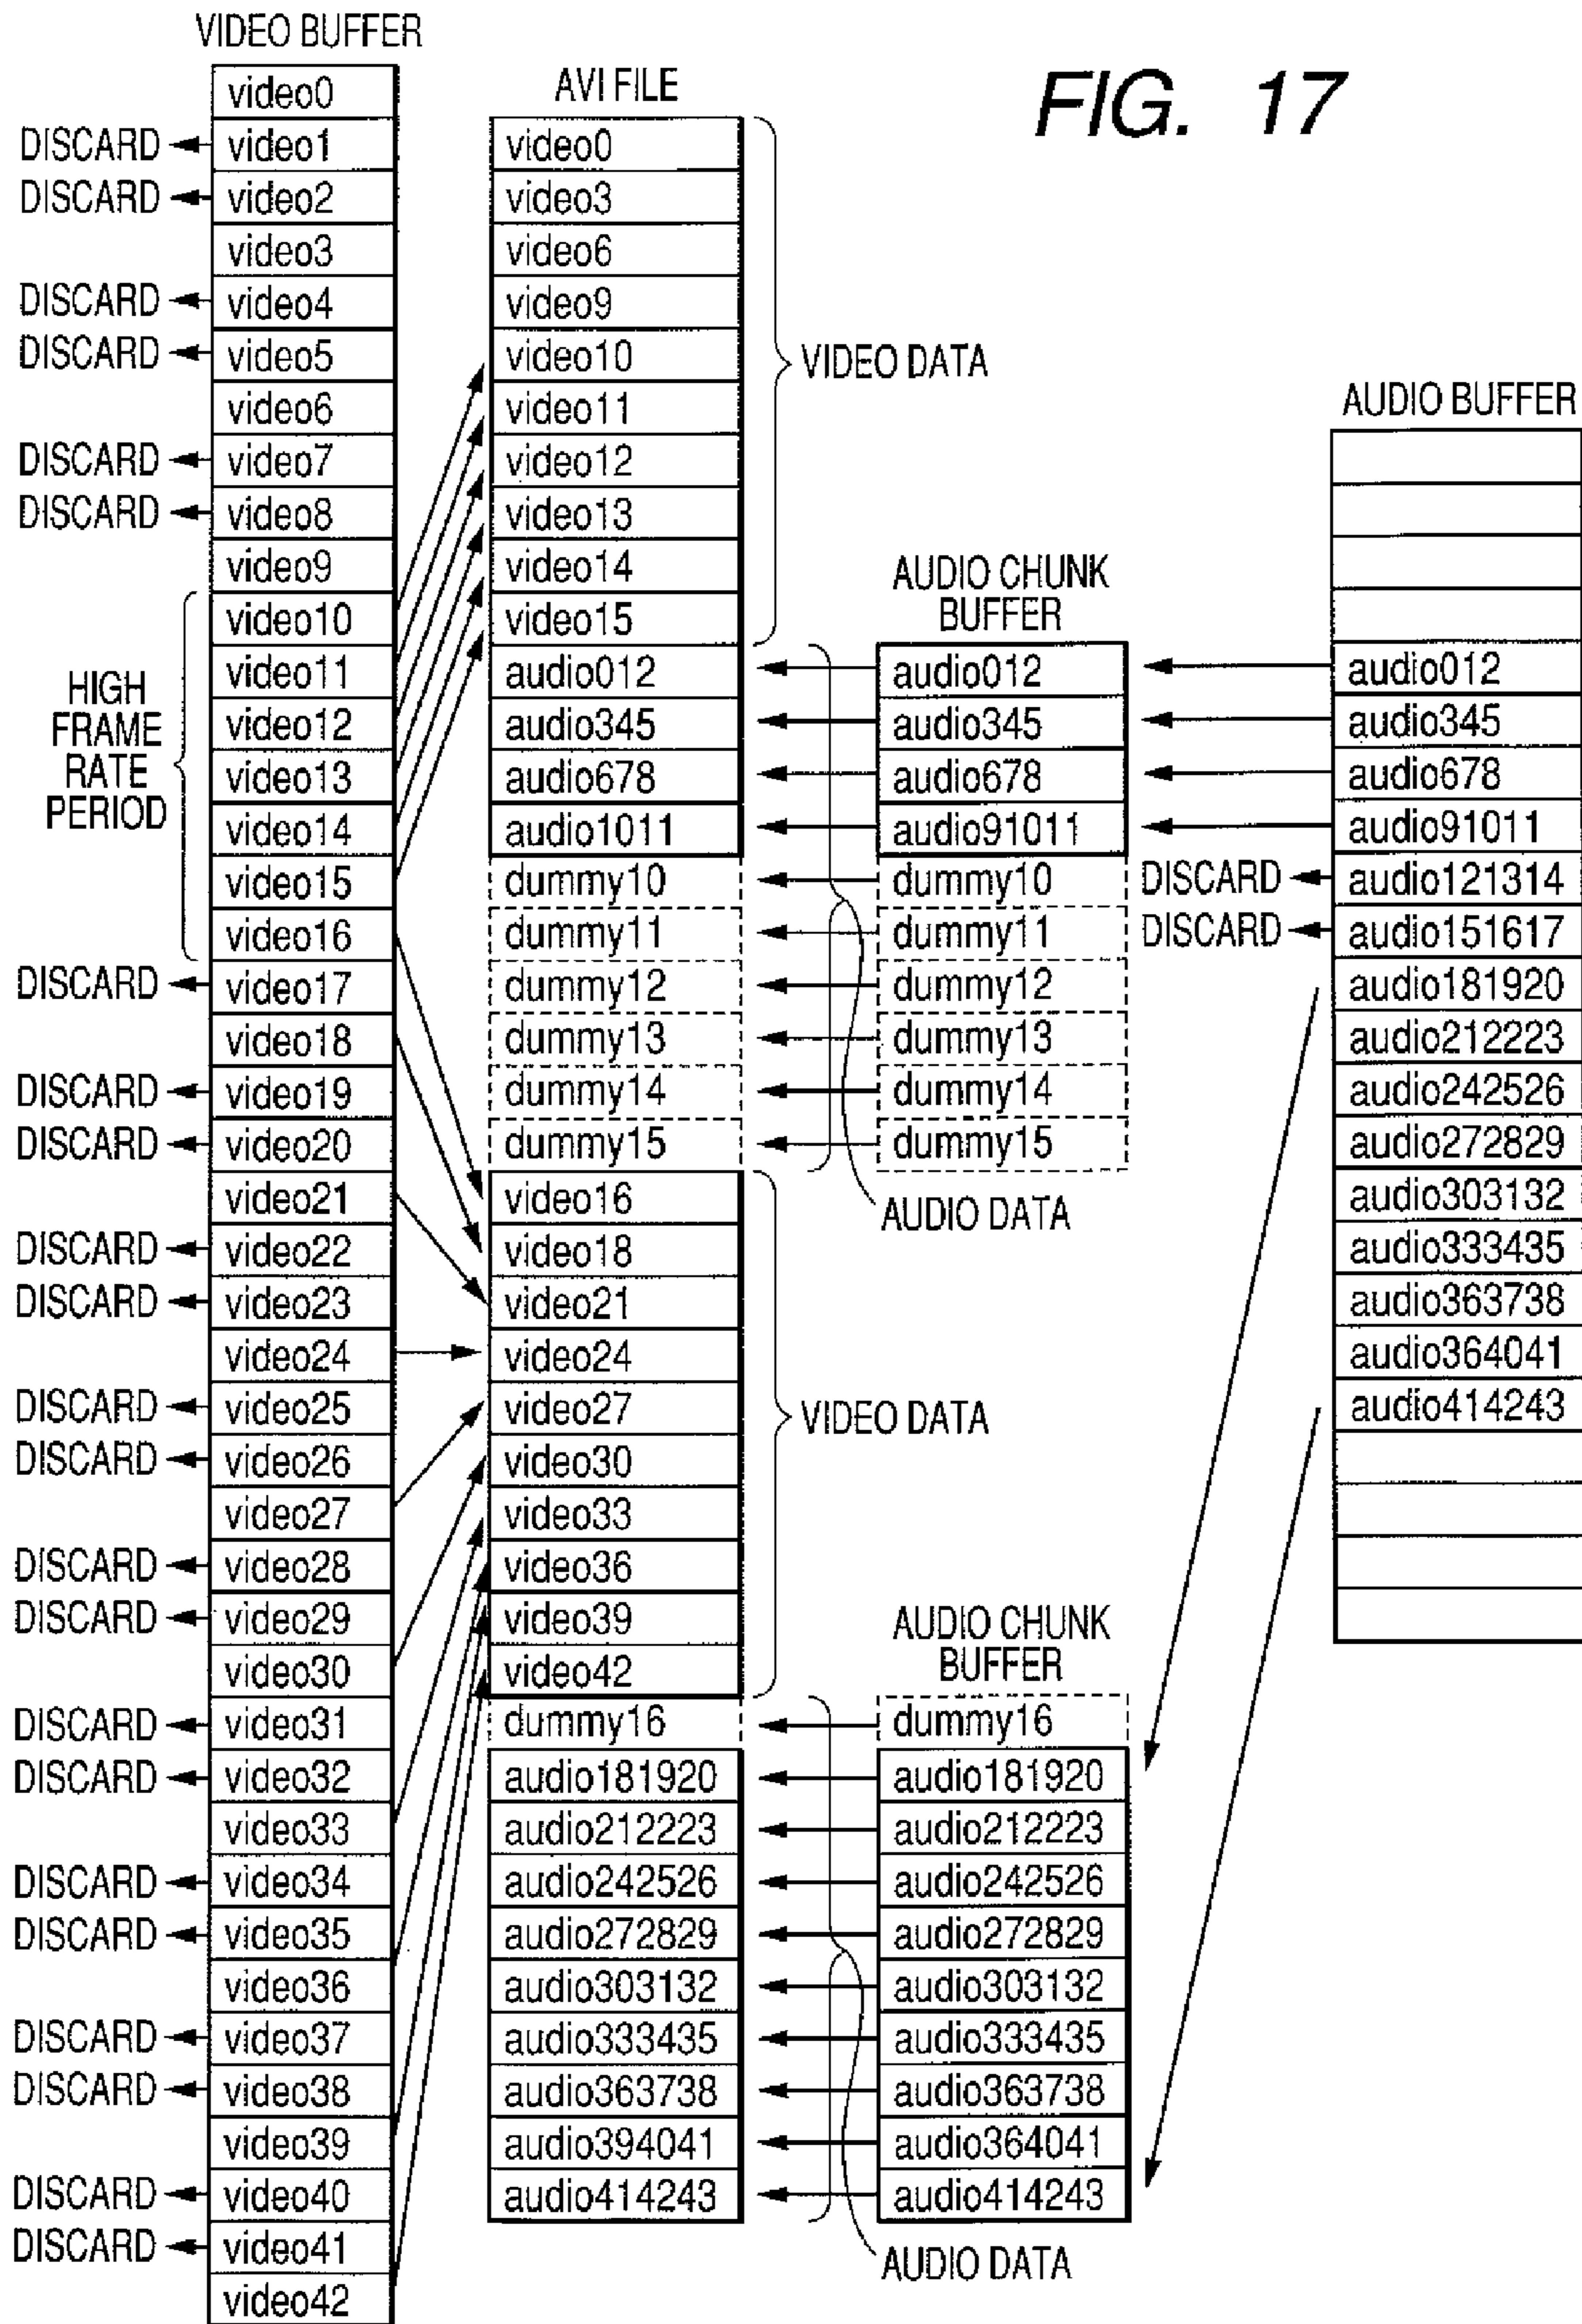 FIG. 17
VIDEO BUFFER
video0
DISCARD video1
DISCARD video2
video3
DISCARD video4
DISCARD video5
video6
DISCARD video7
DISCARD video8
video9
video10
video11
video12
video13
video14
video15
video16
HIGH
FRAME
RATE
PERIOD
DISCARD video17
video18
DISCARD video19
DISCARD video20
video21
DISCARD video22
DISCARD video23
video24
DISCARD video25
DISCARD video26
video27
DISCARD video28
DISCARD video29
video30
DISCARD video31
DISCARD video32
video33
DISCARD video34
DISCARD video35
video36
DISCARD video37
DISCARD video38
video39
DISCARD video40
DISCARD video41
video42
AVI FILE
video0
video3
video6
video9
video10
video11
video12
video13
video14
video15
VIDEO DATA
audio012
audio345
audio678
audio1011
dummy10
dummy11
dummy12
dummy13
dummy14
dummy15
AUDIO DATA
video16
video18
video21
video24
video27
video30
video33
video36
video39
video42
VIDEO DATA
dummy16
audio181920
audio212223
audio242526
audio272829
audio303132
audio333435
audio363738
audio394041
audio414243
AUDIO DATA
AUDIO CHUNK
BUFFER
audio012
audio345
audio678
audio91011
dummy10
dummy11
dummy12
dummy13
dummy14
dummy15
AUDIO CHUNK
BUFFER
dummy16
audio181920
audio212223
audio242526
audio272829
audio303132
audio333435
audio363738
audio364041
audio414243
AUDIO BUFFER
audio012
audio345
audio678
audio91011
DISCARD audio121314
DISCARD audio151617
audio181920
audio212223
audio242526
audio272829
audio303132
audio333435
audio363738
audio364041
audio414243